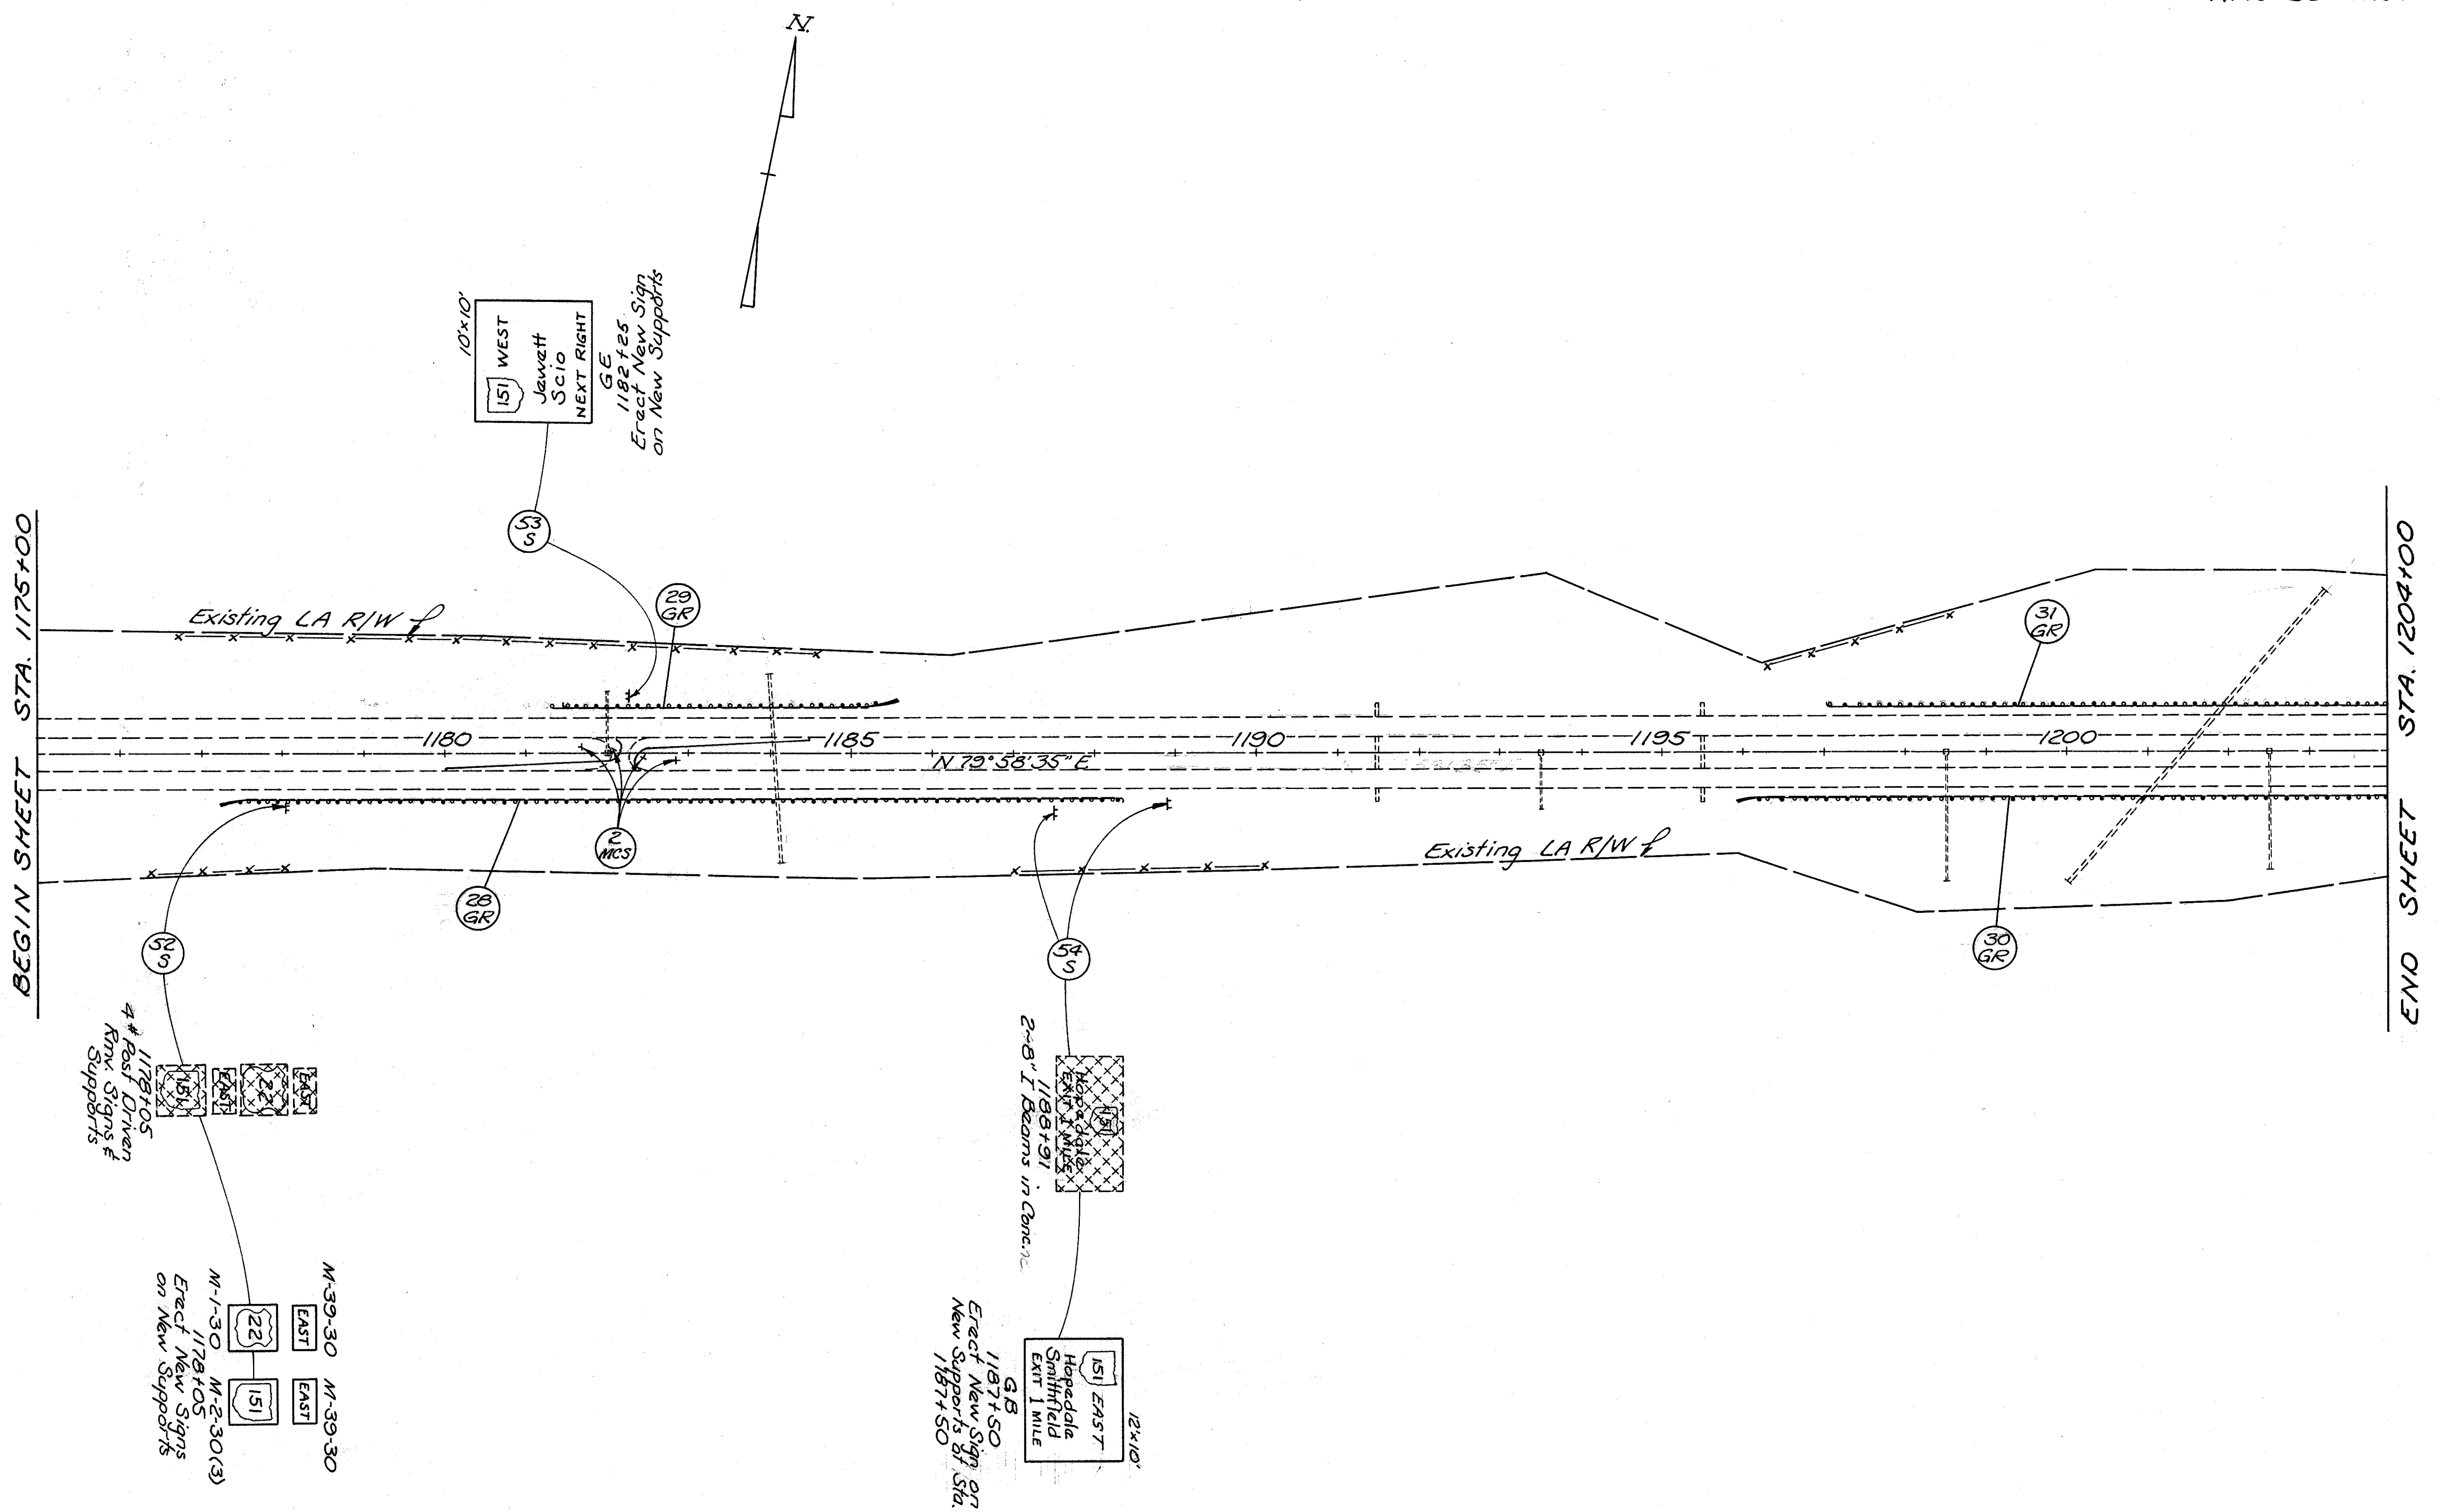 N.
10'x10'
151 WEST
Jewett
Scio
NEXT RIGHT
GE
1182+25
Erect New Sign
on New Supports
53
S
29
GR
31
GR
BEGIN SHEET STA. 1175+00
END SHEET STA. 1204+00
Existing LA R/W
1180
1185
1190
1195
1200
N 79°58'35" E
2
MCS
28
GR
Existing LA R/W
30
GR
52
S
54
S
EAST
22
EAST
151
1178+05
4# Post Driven
Rmv. Signs &
Supports
M-39-30 M-39-30
EAST EAST
22 151
M-1-30 M-2-30(3)
1178+05
Erect New Signs
on New Supports
151
Hopedale
EXIT 1 MILE
1188+91
2~8" I Beams in Conc.
12'x10'
151 EAST
Hopedale
Smithfield
EXIT 1 MILE
GB
1187+50
Erect New Sign on
New Supports at Sta.
1187+50